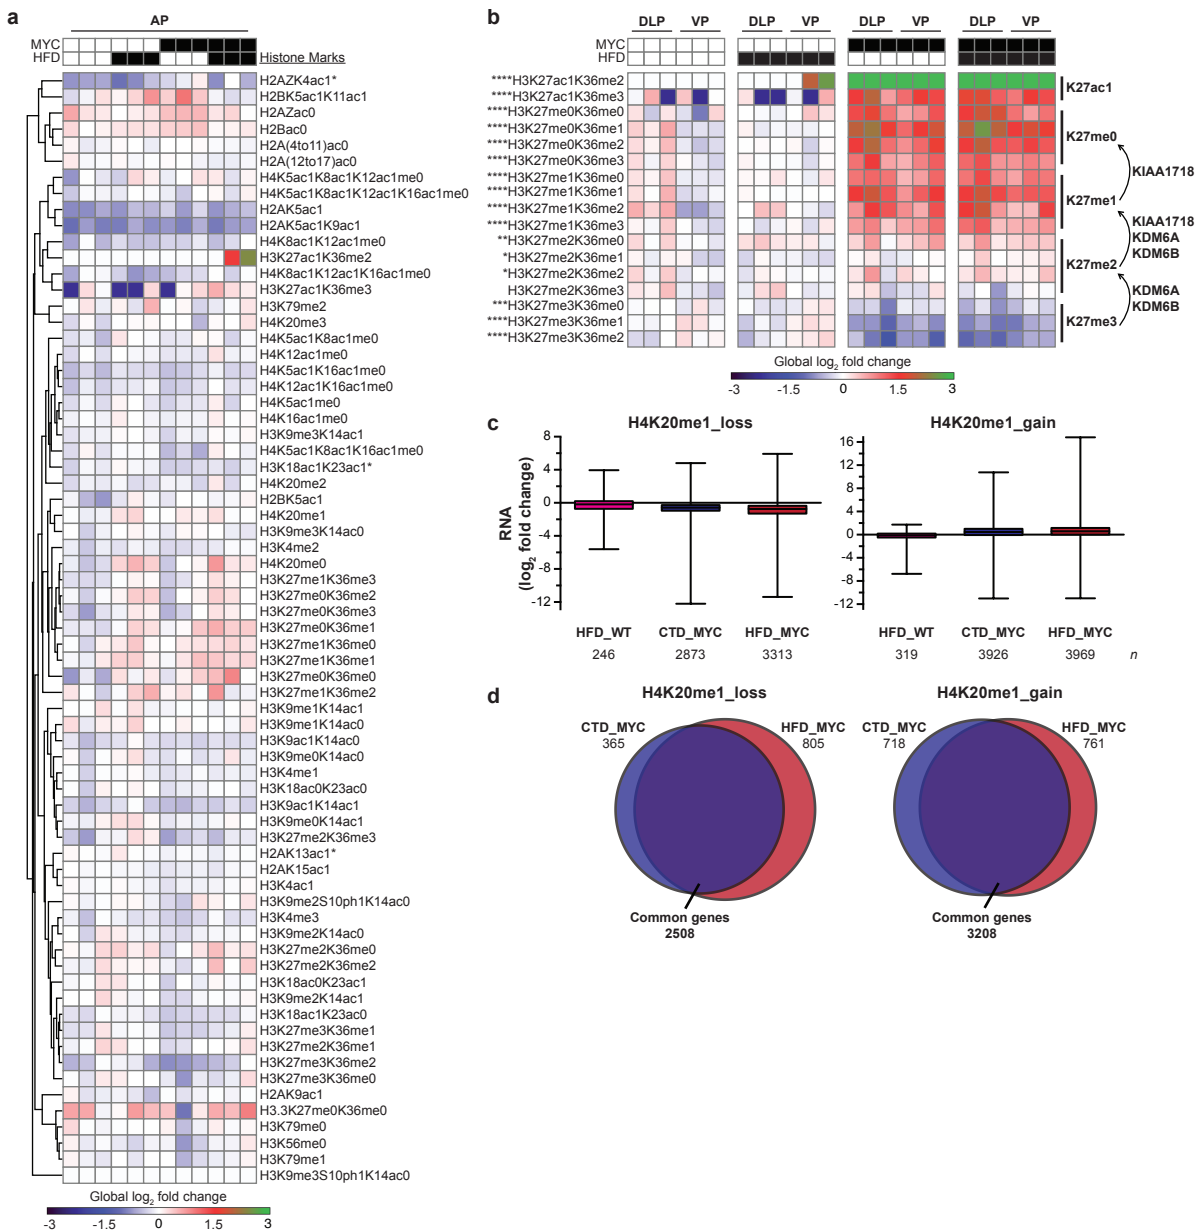 a
AP
MYC
HFD
Histone Marks
H2AZK4ac1*
H2BK5ac1K11ac1
H2AZac0
H2Bac0
H2A(4to11)ac0
H2A(12to17)ac0
H4K5ac1K8ac1K12ac1me0
H4K5ac1K8ac1K12ac1K16ac1me0
H2AK5ac1
H2AK5ac1K9ac1
H4K8ac1K12ac1me0
H3K27ac1K36me2
H4K8ac1K12ac1K16ac1me0
H3K27ac1K36me3
H3K79me2
H4K20me3
H4K5ac1K8ac1me0
H4K12ac1me0
H4K5ac1K16ac1me0
H4K12ac1K16ac1me0
H4K5ac1me0
H4K16ac1me0
H3K9me3K14ac1
H4K5ac1K8ac1K16ac1me0
H3K18ac1K23ac1*
H4K20me2
H2BK5ac1
H4K20me1
H3K9me3K14ac0
H3K4me2
H4K20me0
H3K27me1K36me3
H3K27me0K36me2
H3K27me0K36me3
H3K27me0K36me1
H3K27me1K36me0
H3K27me1K36me1
H3K27me0K36me0
H3K27me1K36me2
H3K9me1K14ac1
H3K9me1K14ac0
H3K9ac1K14ac0
H3K9me0K14ac0
H3K4me1
H3K18ac0K23ac0
H3K9ac1K14ac1
H3K9me0K14ac1
H3K27me2K36me3
H2AK13ac1*
H2AK15ac1
H3K4ac1
H3K9me2S10ph1K14ac0
H3K4me3
H3K9me2K14ac0
H3K27me2K36me0
H3K27me2K36me2
H3K18ac0K23ac1
H3K9me2K14ac1
H3K18ac1K23ac0
H3K27me3K36me1
H3K27me2K36me1
H3K27me3K36me2
H3K27me3K36me0
H2AK9ac1
H3.3K27me0K36me0
H3K79me0
H3K56me0
H3K79me1
H3K9me3S10ph1K14ac0
Global log2 fold change
-3 -1.5 0 1.5 3
b
DLP VP DLP VP DLP VP DLP VP
MYC
HFD
****H3K27ac1K36me2
****H3K27ac1K36me3
****H3K27me0K36me0
****H3K27me0K36me1
****H3K27me0K36me2
****H3K27me0K36me3
****H3K27me1K36me0
****H3K27me1K36me1
****H3K27me1K36me2
****H3K27me1K36me3
**H3K27me2K36me0
*H3K27me2K36me1
*H3K27me2K36me2
H3K27me2K36me3
***H3K27me3K36me0
****H3K27me3K36me1
****H3K27me3K36me2
K27ac1
K27me0
K27me1
K27me2
K27me3
KIAA1718
KIAA1718
KDM6A
KDM6B
KDM6A
KDM6B
Global log2 fold change
-3 -1.5 0 1.5 3
c
H4K20me1_loss
RNA
(log2 fold change)
8
4
0
-4
-8
-12
HFD_WT CTD_MYC HFD_MYC
246 2873 3313
H4K20me1_gain
16
12
8
4
0
-4
-8
-12
HFD_WT CTD_MYC HFD_MYC
319 3926 3969 n
d
H4K20me1_loss
CTD_MYC
365
HFD_MYC
805
Common genes
2508
H4K20me1_gain
CTD_MYC
718
HFD_MYC
761
Common genes
3208